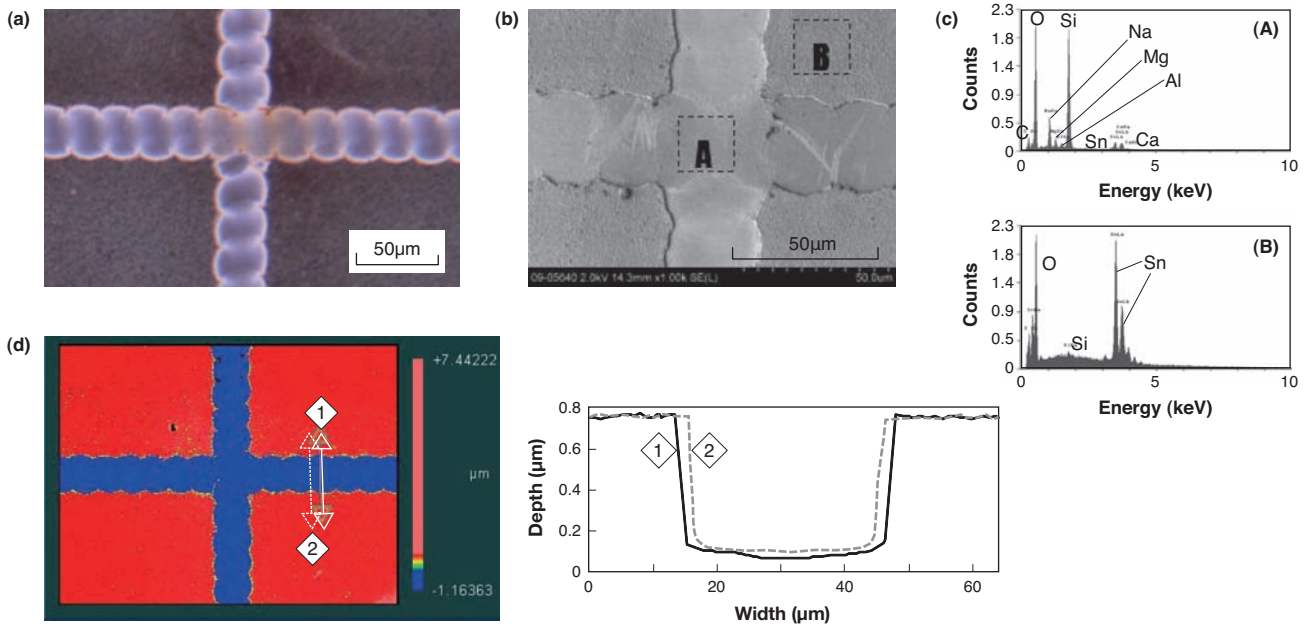 (a)
50µm
(b)
B
A
50µm
09-05640 2.0kV 14.3mm x1.00k SE(L) 50.0um
(c)
(A)
Counts
2.3
1.8
1.4
0.9
0.5
0
O
Si
Na
Mg
Al
C
Sn
Ca
0 5 10
Energy (keV)
(B)
Counts
2.3
1.8
1.4
0.9
0.5
0
O
Sn
Si
0 5 10
Energy (keV)
(d)
+7.44222
µm
-1.16363
1
2
Depth (µm)
0.8
0.6
0.4
0.2
0
1
2
0 20 40 60
Width (µm)